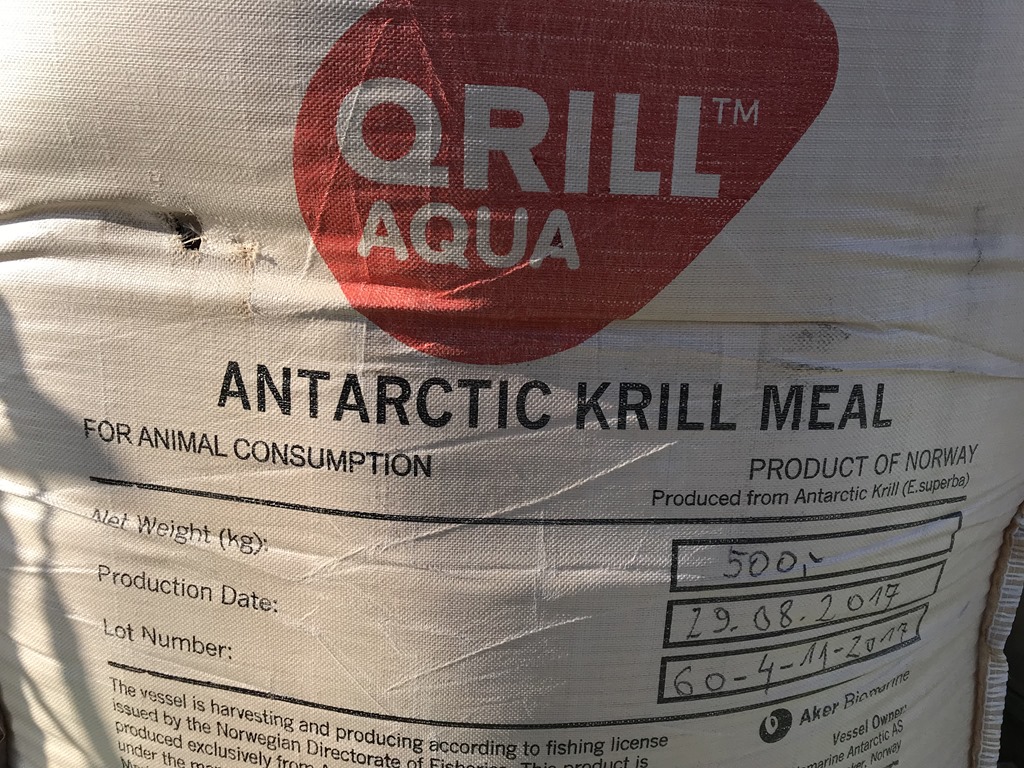 QRILL™
AQUA
ANTARCTIC KRILL MEAL
FOR ANIMAL CONSUMPTION
PRODUCT OF NORWAY
Produced from Antarctic Krill (E.superba)
Net Weight (kg): 500,-
Production Date: 29.08.2017
Lot Number: 60-4-11-2017
The vessel is harvesting and producing according to fishing license
issued by the Norwegian Directorate of Fisheries. This product is
produced exclusively from
under the
Aker Biomarine
Vessel Owner:
Antarctic AS
Norway